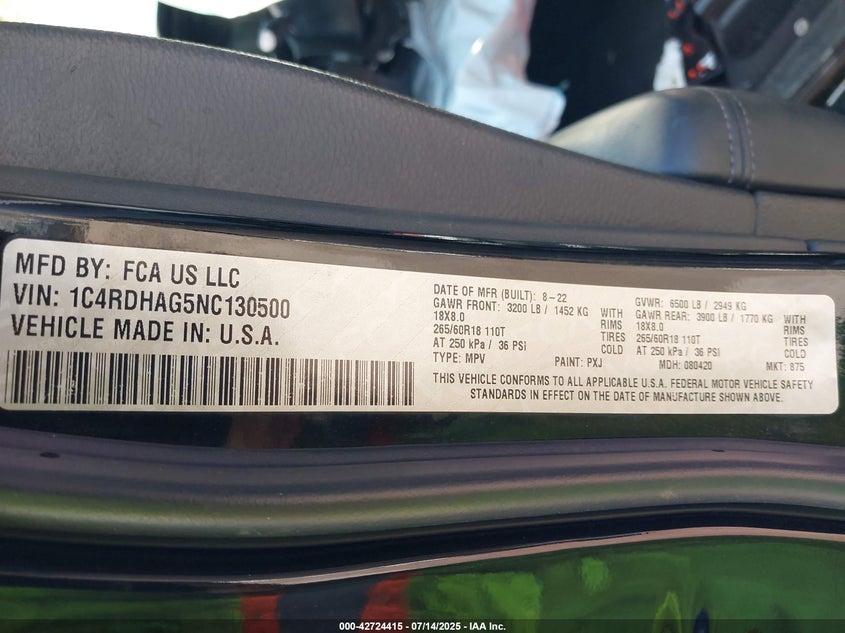 MFD BY: FCA US LLC
VIN: 1C4RDHAG5NC130500
VEHICLE MADE IN: U.S.A.
DATE OF MFR (BUILT): 8-22
GAWR FRONT: 3200 LB / 1452 KG WITH
18X8.0 RIMS
265/60R18 110T TIRES
AT 250 kPa / 36 PSI COLD
TYPE: MPV PAINT: PXJ
GVWR: 6500 LB / 2949 KG
GAWR REAR: 3900 LB / 1770 KG WITH
18X8.0 RIMS
265/60R18 110T TIRES
AT 250 kPa / 36 PSI COLD
MDH: 080420 MKT: 875
THIS VEHICLE CONFORMS TO ALL APPLICABLE U.S.A. FEDERAL MOTOR VEHICLE SAFETY
STANDARDS IN EFFECT ON THE DATE OF MANUFACTURE SHOWN ABOVE.
000-42724415 - 07/14/2025 - IAA Inc.